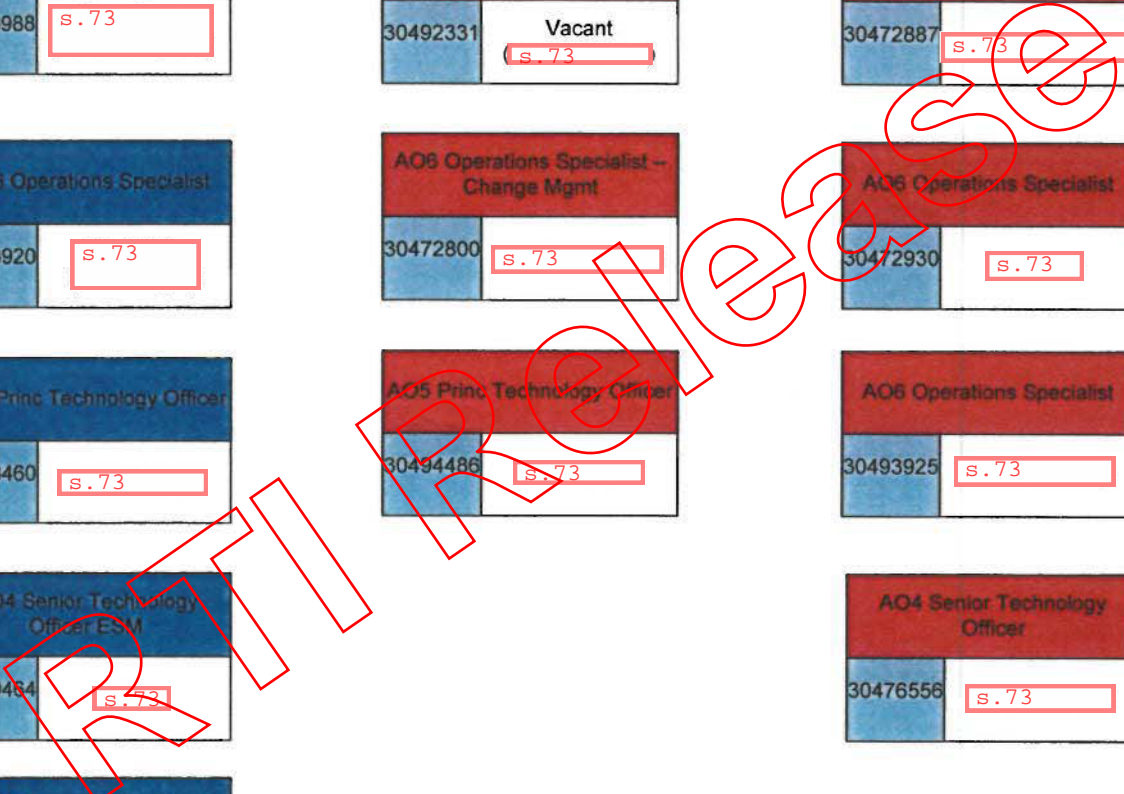 988
s.73
30492331
Vacant
(s.73)
30472887
s.73
Operations Specialist
920
s.73
AO6 Operations Specialist –
Change Mgmt
30472800
s.73
AO6 Operations Specialist
30472930
s.73
Princ Technology Officer
460
s.73
AO5 Princ Technology Officer
30494486
s.73
AO6 Operations Specialist
30493925
s.73
Senior Technology
Officer ESM
464
s.73
AO4 Senior Technology
Officer
30476556
s.73
RTI Release